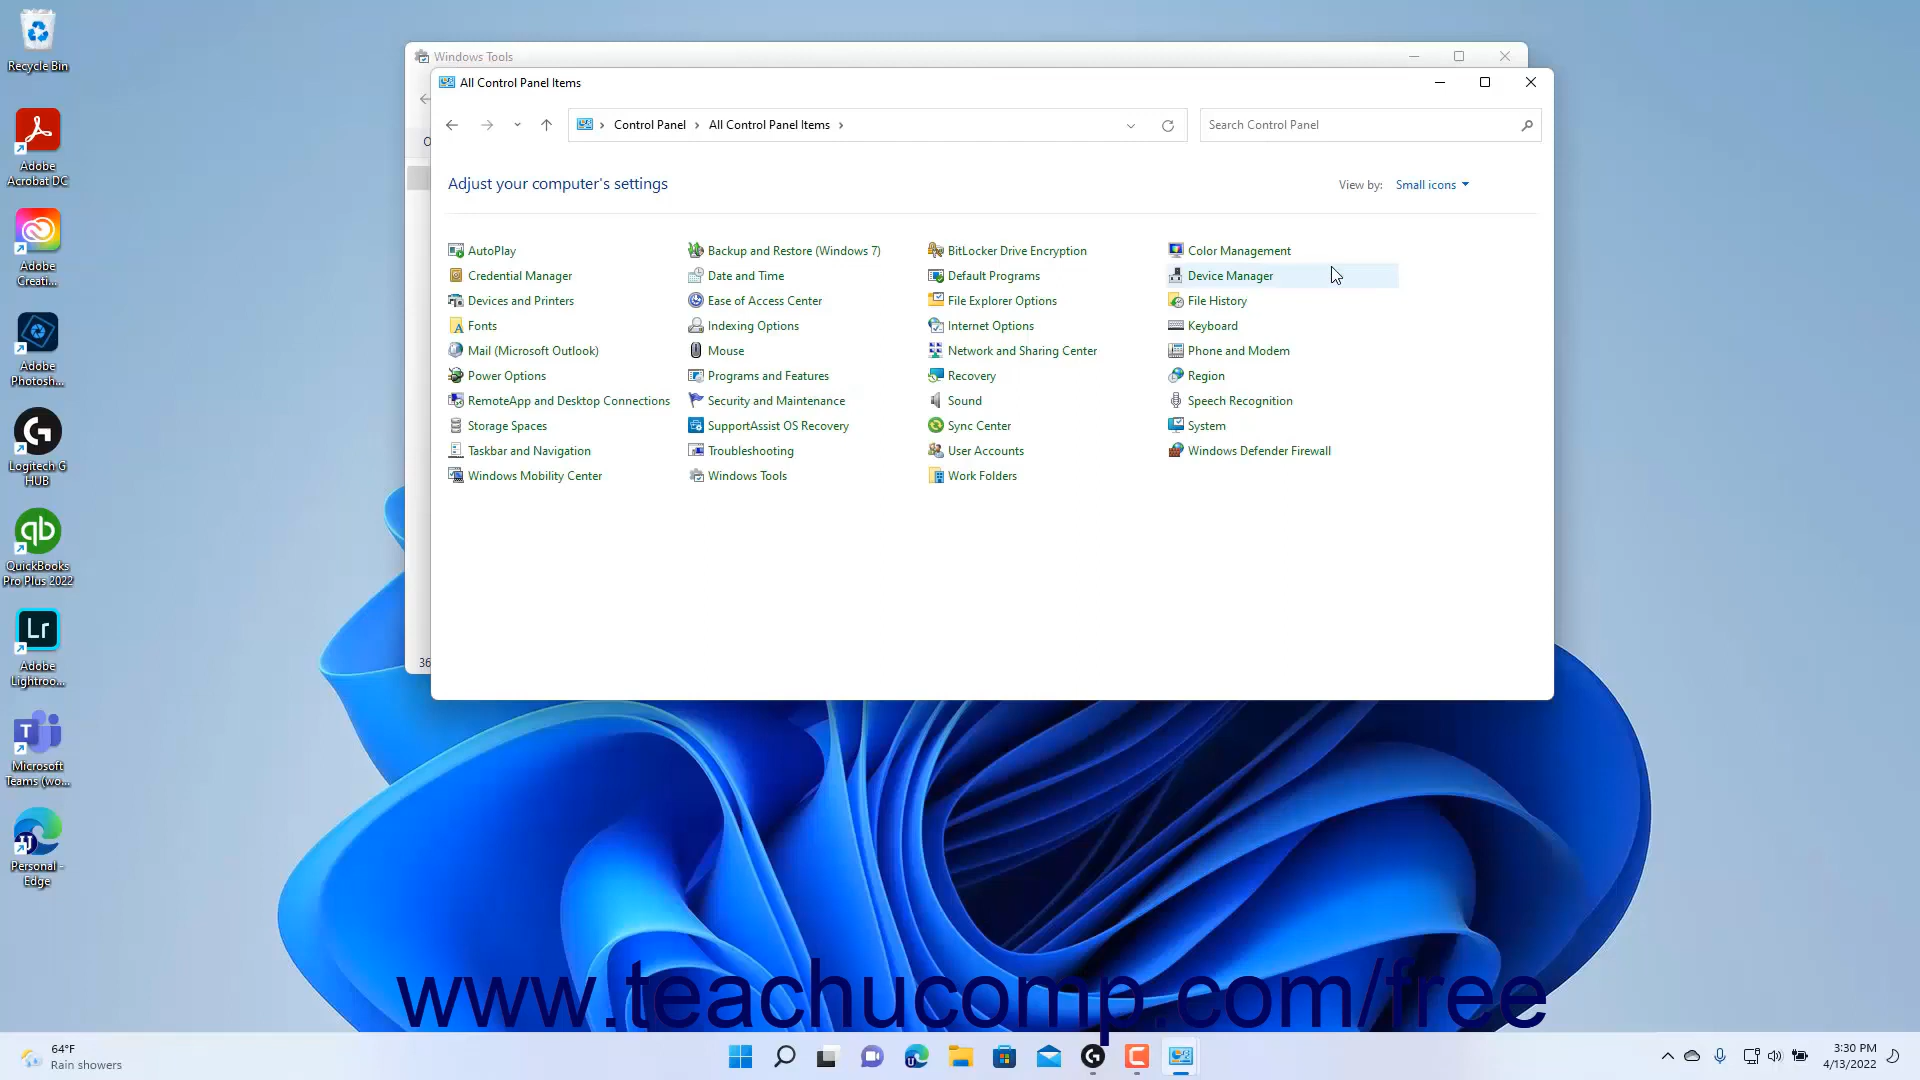 Recycle Bin
Adobe
Acrobat DC
Adobe
Creati...
Adobe
Photosh...
Logitech G
HUB
QuickBooks
Pro Plus 2022
Lr
Adobe
Lightroo...
Microsoft
Teams (wo...
Personal -
Edge
Windows Tools
All Control Panel Items
Control Panel
All Control Panel Items
Search Control Panel
Adjust your computer's settings
View by: Small icons
AutoPlay
Backup and Restore (Windows 7)
BitLocker Drive Encryption
Color Management
Credential Manager
Date and Time
Default Programs
Device Manager
Devices and Printers
Ease of Access Center
File Explorer Options
File History
Fonts
Indexing Options
Internet Options
Keyboard
Mail (Microsoft Outlook)
Mouse
Network and Sharing Center
Phone and Modem
Power Options
Programs and Features
Recovery
Region
RemoteApp and Desktop Connections
Security and Maintenance
Sound
Speech Recognition
Storage Spaces
SupportAssist OS Recovery
Sync Center
System
Taskbar and Navigation
Troubleshooting
User Accounts
Windows Defender Firewall
Windows Mobility Center
Windows Tools
Work Folders
36
www.teachucomp.com/free
64°F
Rain showers
3:30 PM
4/13/2022